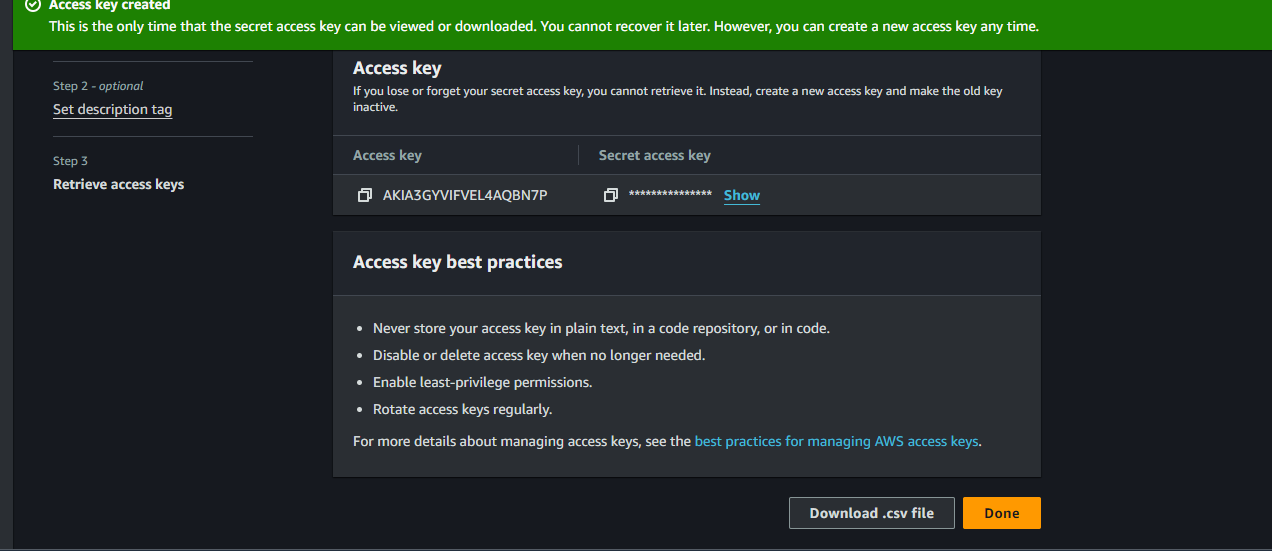 Access key created
This is the only time that the secret access key can be viewed or downloaded. You cannot recover it later. However, you can create a new access key any time.
Step 2 - optional
Set description tag
Step 3
Retrieve access keys
Access key
If you lose or forget your secret access key, you cannot retrieve it. Instead, create a new access key and make the old key
inactive.
Access key
Secret access key
AKIA3GYVIFVEL4AQBN7P
*************** Show
Access key best practices
• Never store your access key in plain text, in a code repository, or in code.
• Disable or delete access key when no longer needed.
• Enable least-privilege permissions.
• Rotate access keys regularly.
For more details about managing access keys, see the best practices for managing AWS access keys.
Download .csv file
Done